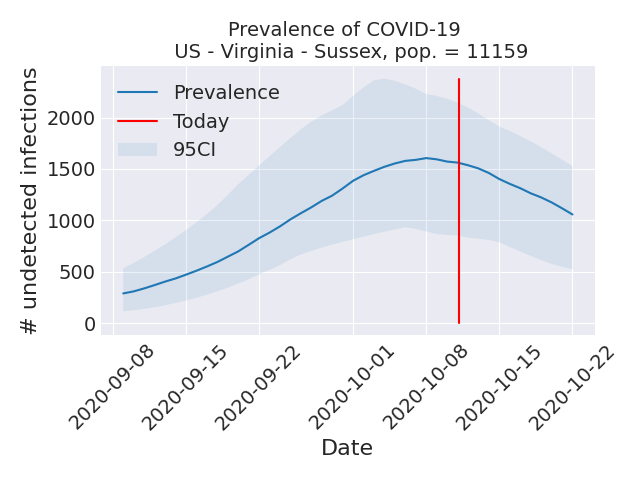 Prevalence of COVID-19
US - Virginia - Sussex, pop. = 11159
# undetected infections
2000
1500
1000
500
0
Prevalence
Today
95CI
2020-09-08
2020-09-15
2020-09-22
2020-10-01
2020-10-08
2020-10-15
2020-10-22
Date